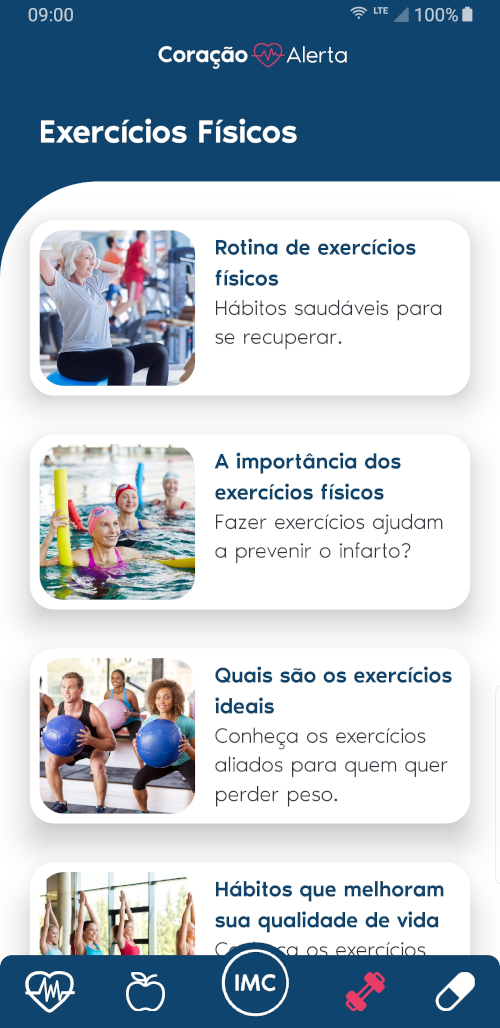 09:00 LTE 100%
Coração Alerta
Exercícios Físicos
Rotina de exercícios
físicos
Hábitos saudáveis para
se recuperar.
A importância dos
exercícios físicos
Fazer exercícios ajudam
a prevenir o infarto?
Quais são os exercícios
ideais
Conheça os exercícios
aliados para quem quer
perder peso.
Hábitos que melhoram
sua qualidade de vida
Conheça os exercícios
IMC